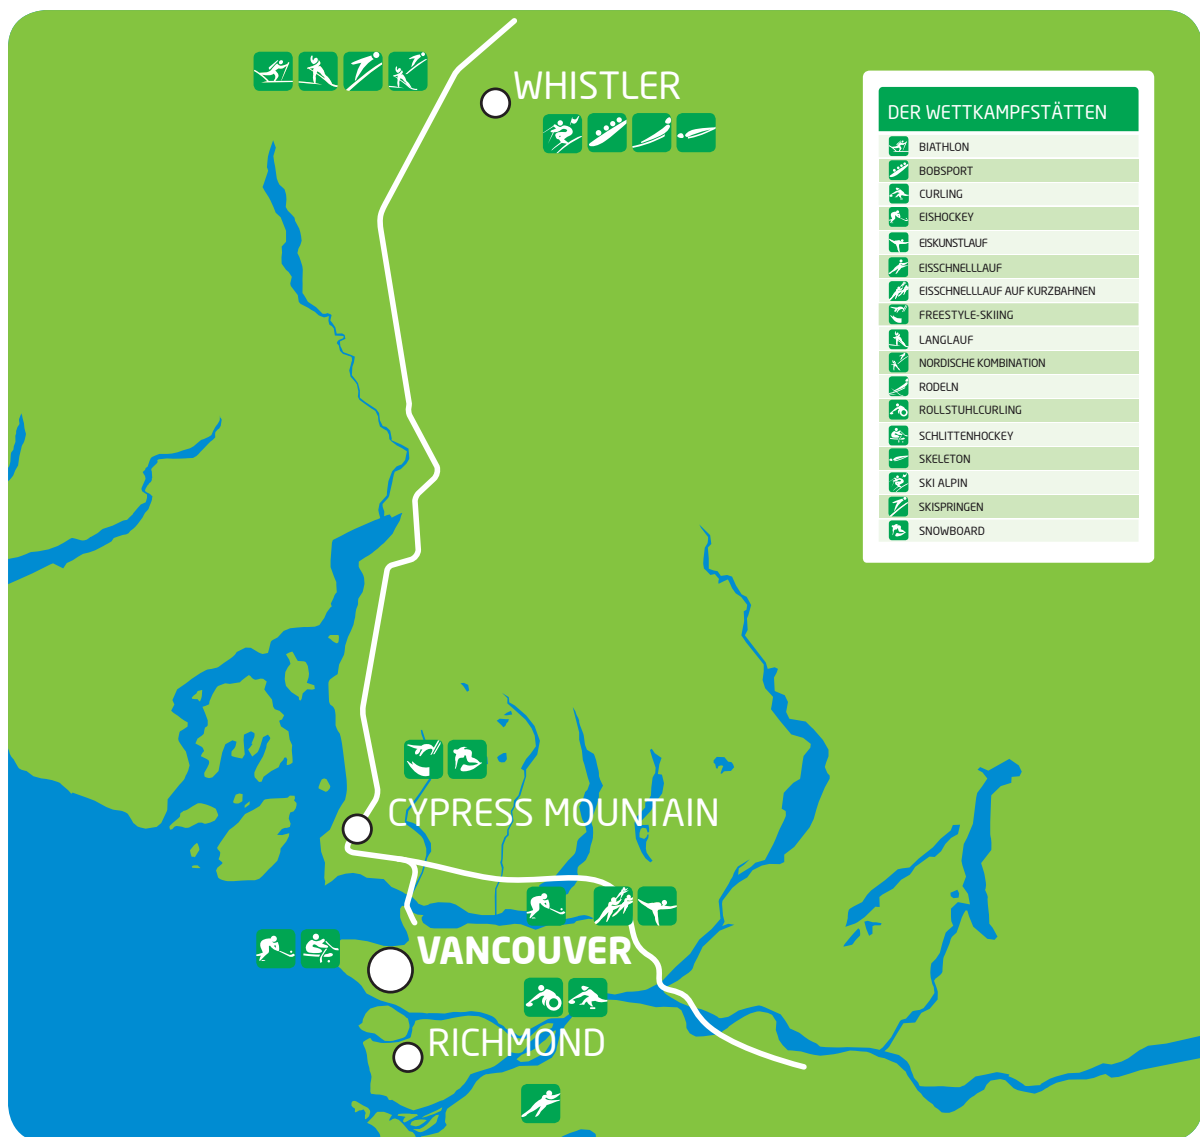 WHISTLER
DER WETTKAMPFSTÄTTEN
BIATHLON
BOBSPORT
CURLING
EISHOCKEY
EISKUNSTLAUF
EISSCHNELLLAUF
EISSCHNELLLAUF AUF KURZBAHNEN
FREESTYLE-SKIING
LANGLAUF
NORDISCHE KOMBINATION
RODELN
ROLLSTUHLCURLING
SCHLITTENHOCKEY
SKELETON
SKI ALPIN
SKISPRINGEN
SNOWBOARD
CYPRESS MOUNTAIN
VANCOUVER
RICHMOND